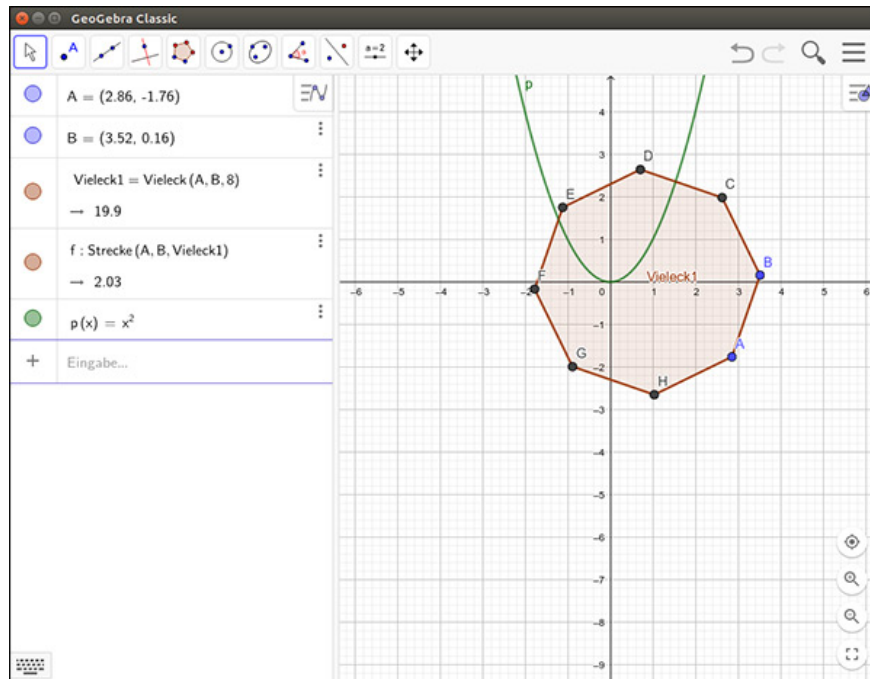 GeoGebra Classic
A
a=2
A = (2.86, -1.76)
B = (3.52, 0.16)
Vieleck1 = Vieleck (A, B, 8)
→ 19.9
f : Strecke (A, B, Vieleck1)
→ 2.03
p(x) = x²
+ Eingabe...
p
4
D
3
E
C
2
1
F
Vieleck1
B
-6 -5 -4 -3 -2 -1 0 1 2 3 4 5 6
-1
A
G
-2
H
-3
-4
-5
-6
-7
-8
-9